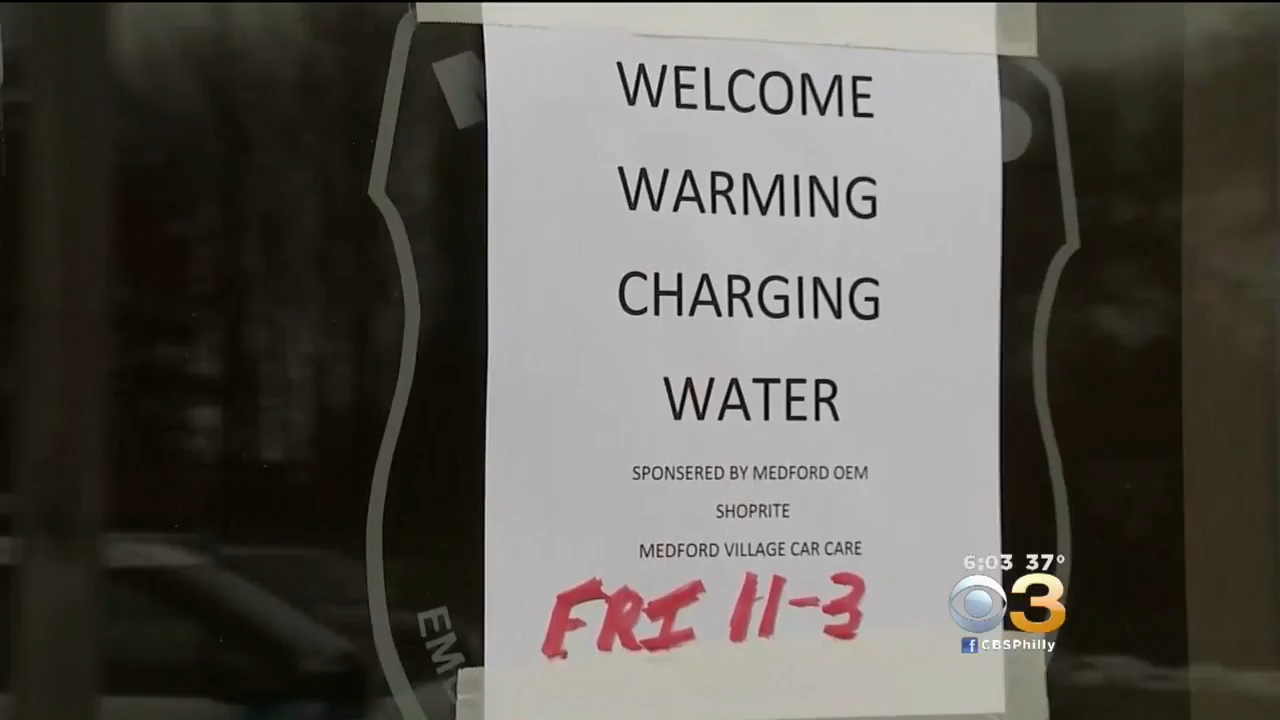 WELCOME
WARMING
CHARGING
WATER
SPONSERED BY MEDFORD OEM
SHOPRITE
MEDFORD VILLAGE CAR CARE
FRI 11-3
6:03 37°
3
f CBSPhilly